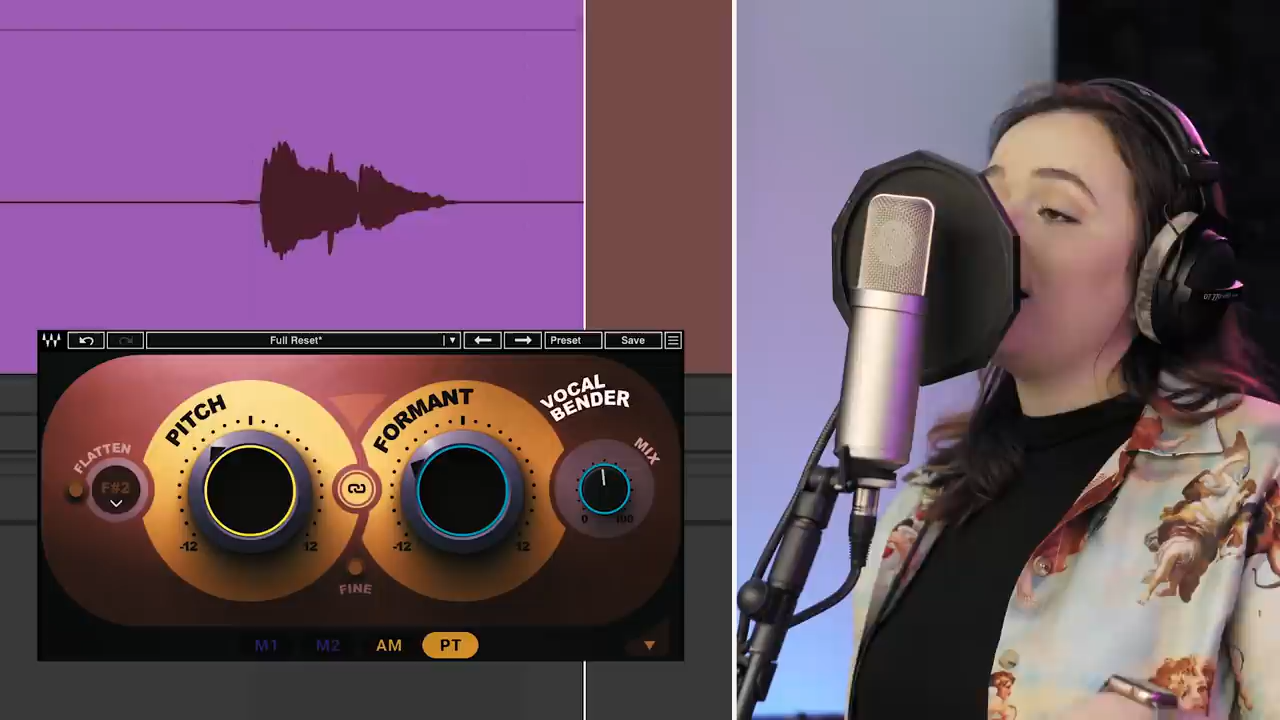 Full Reset*
Preset
Save
PITCH
FORMANT
VOCAL
BENDER
FLATTEN
F#2
MIX
0
100
-12
12
-12
12
FINE
M1
M2
AM
PT